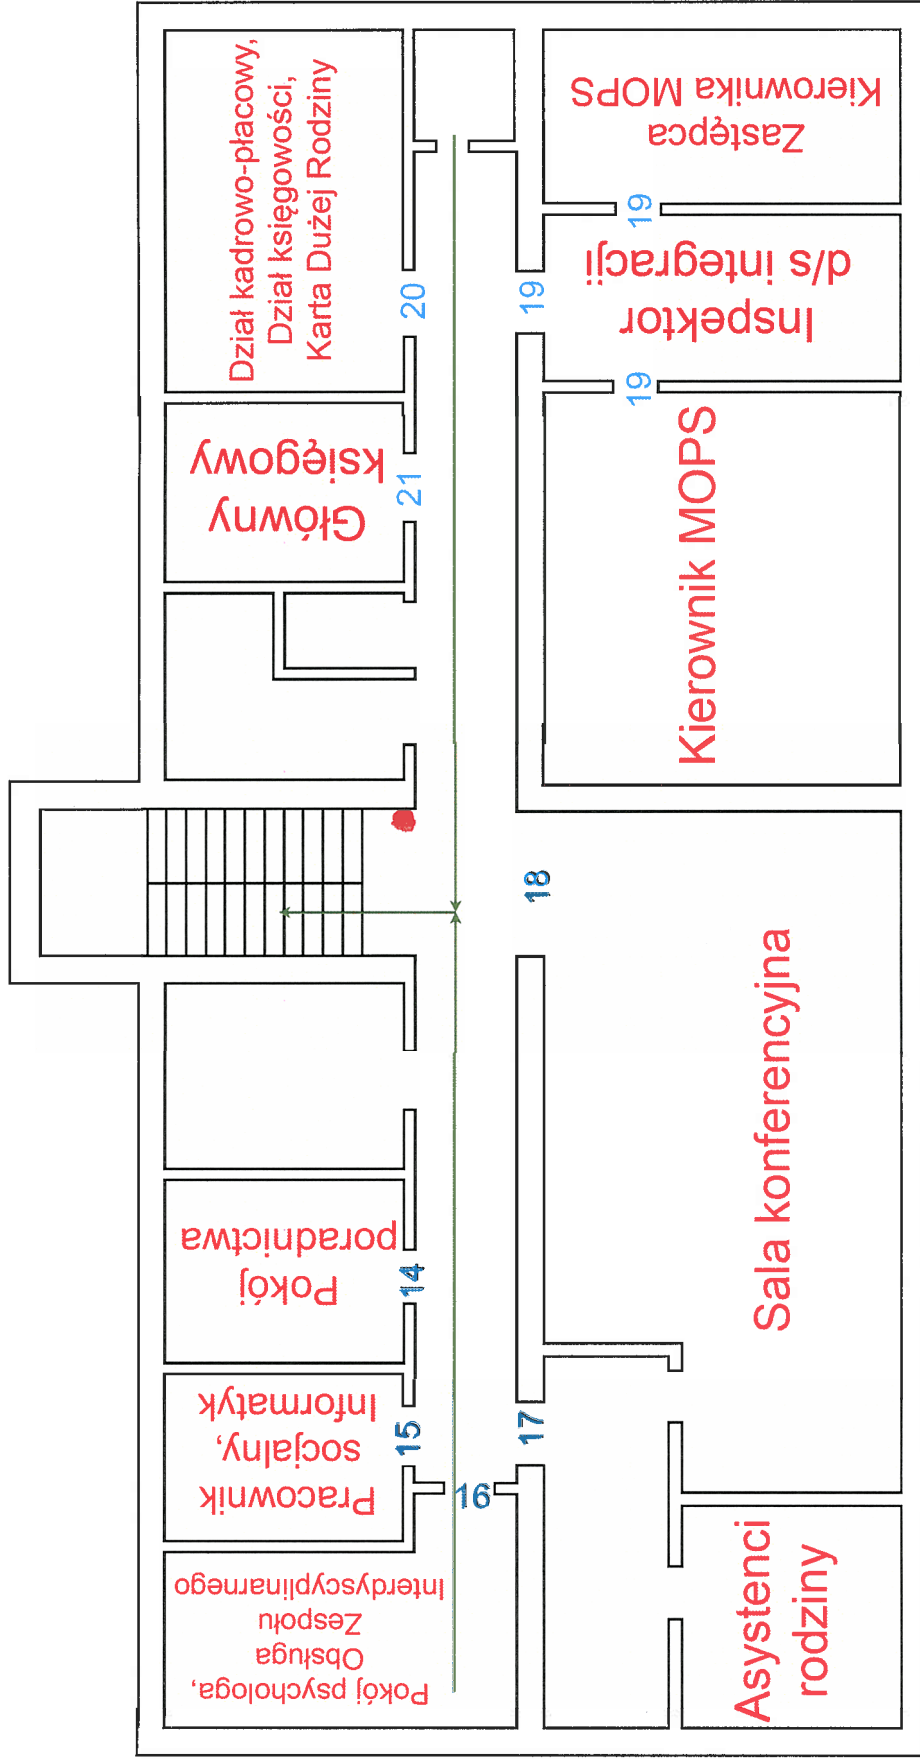 Dział kadrowo-płacowy,
Dział księgowości,
Karta Dużej Rodziny
20
Główny
księgowy
21
Zastępca
Kierownika MOPS
19
Inspektor
d/s integracji
19
19
Kierownik MOPS
18
Sala konferencyjna
Pokój
poradnictwa
14
Pracownik
socjalny,
Informatyk
15
16
17
Pokój psychologa,
Obsługa
Zespołu
Interdyscyplinarnego
Asystenci
rodziny